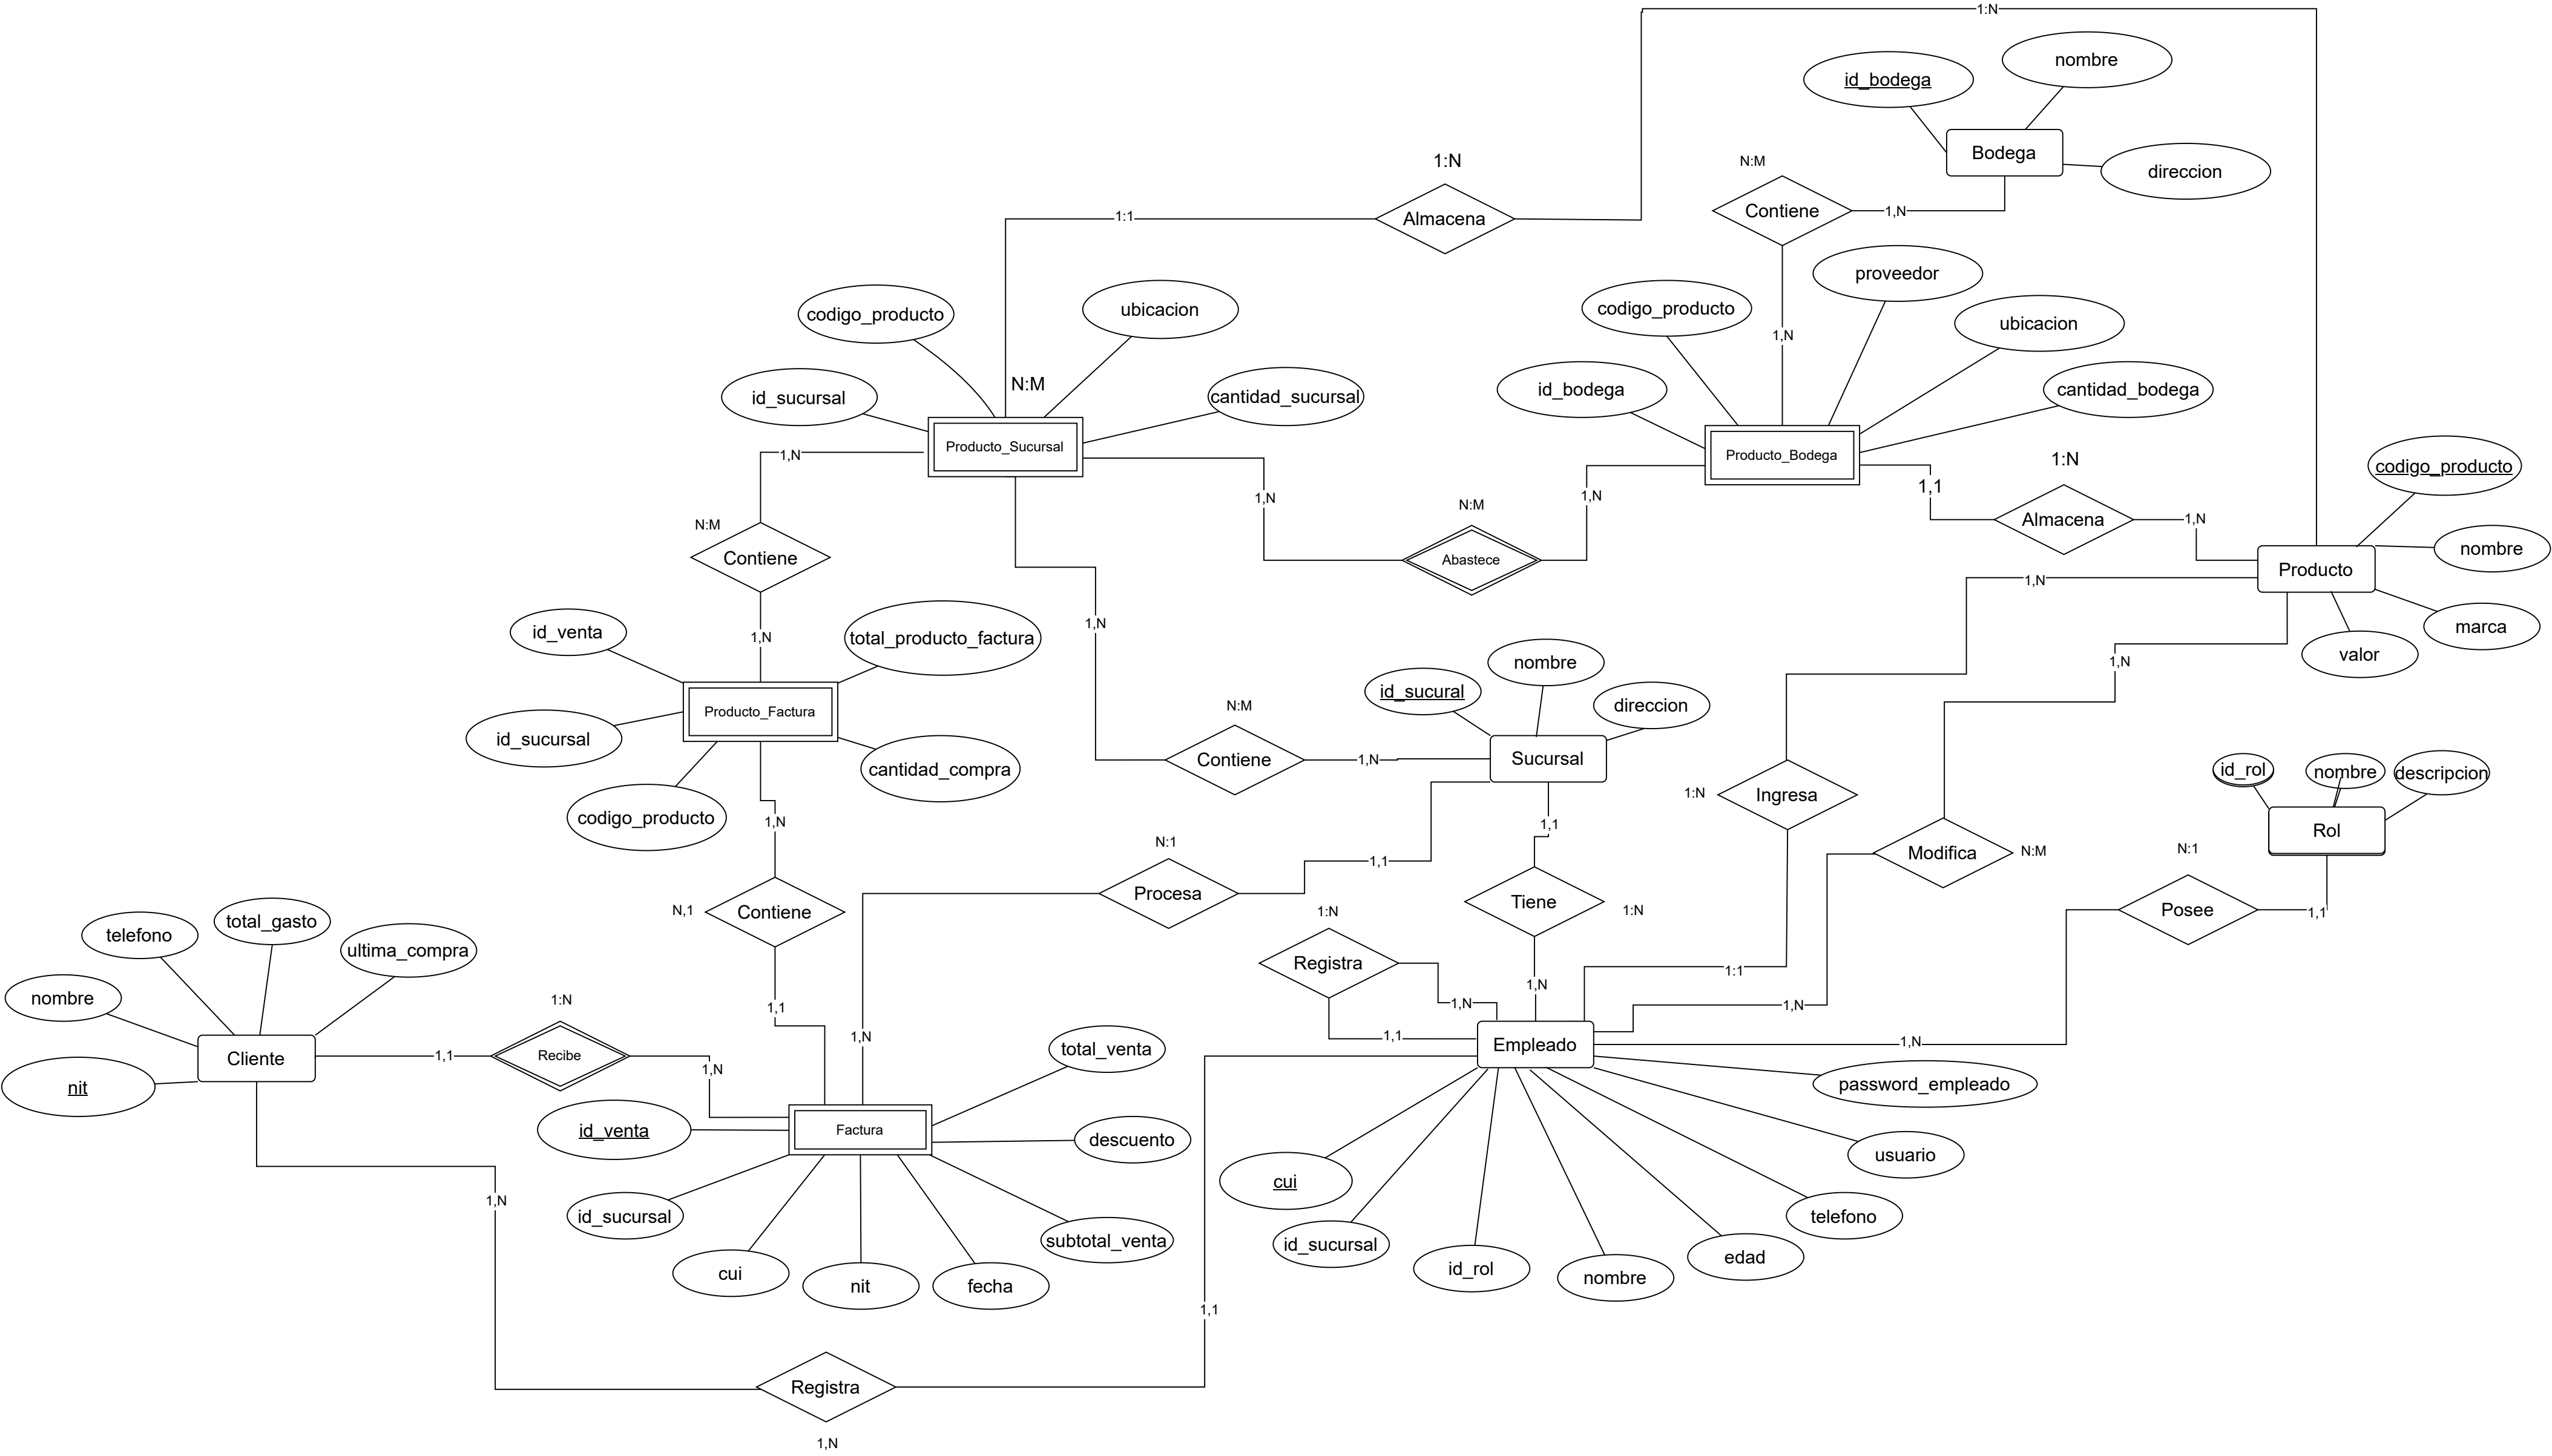 1:N
nombre
id_bodega
Bodega
direccion
1:N
N:M
Contiene
1,N
1:1
Almacena
proveedor
codigo_producto
ubicacion
codigo_producto
ubicacion
1,N
N:M
id_sucursal
cantidad_sucursal
id_bodega
cantidad_bodega
Producto_Sucursal
Producto_Bodega
1,N
1:N
codigo_producto
1,1
1,N
1,N
N:M
N:M
Almacena
1,N
Contiene
Abastece
nombre
Producto
1,N
1,N
id_venta
1,N
total_producto_factura
marca
valor
1,N
nombre
id_sucural
direccion
N:M
Producto_Factura
id_sucursal
Contiene
1,N
Sucursal
cantidad_compra
codigo_producto
1,N
1,1
1:N
Ingresa
id_rol
nombre
descripcion
Rol
N:1
1,1
Modifica
N:M
N:1
Procesa
Tiene
1:N
N,1
Contiene
1:N
Posee
1,1
telefono
total_gasto
ultima_compra
Registra
1:1
nombre
1:N
1,1
1,N
1,N
1,N
1,N
1,1
Cliente
1,1
Recibe
1,N
Empleado
1,N
total_venta
nit
password_empleado
id_venta
Factura
descuento
usuario
cui
1,N
id_sucursal
subtotal_venta
id_sucursal
telefono
cui
nit
fecha
id_rol
nombre
edad
1,1
Registra
1,N